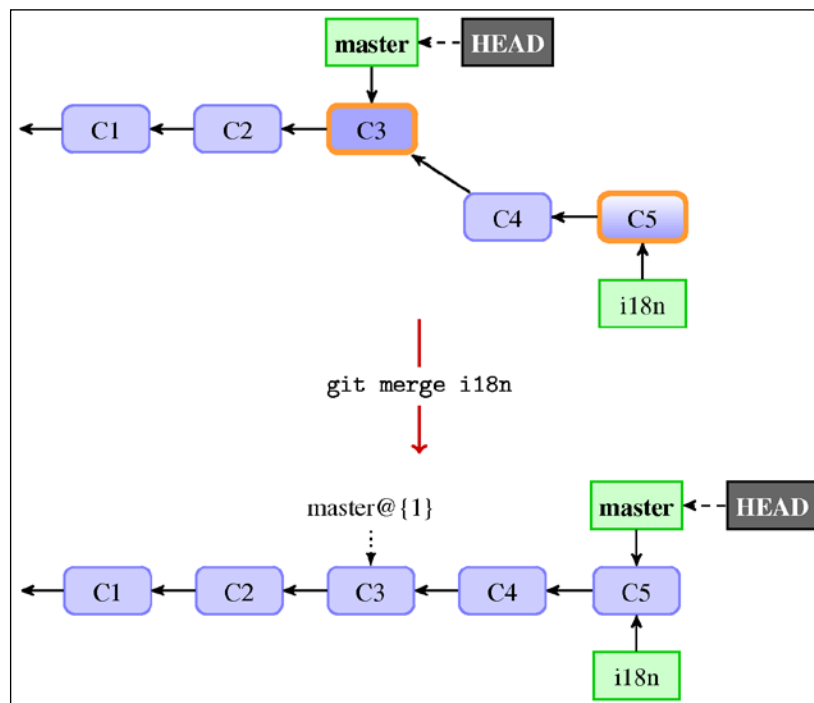 master HEAD
C1 C2 C3
C4 C5
i18n
git merge i18n
master@{1} master HEAD
C1 C2 C3 C4 C5
i18n